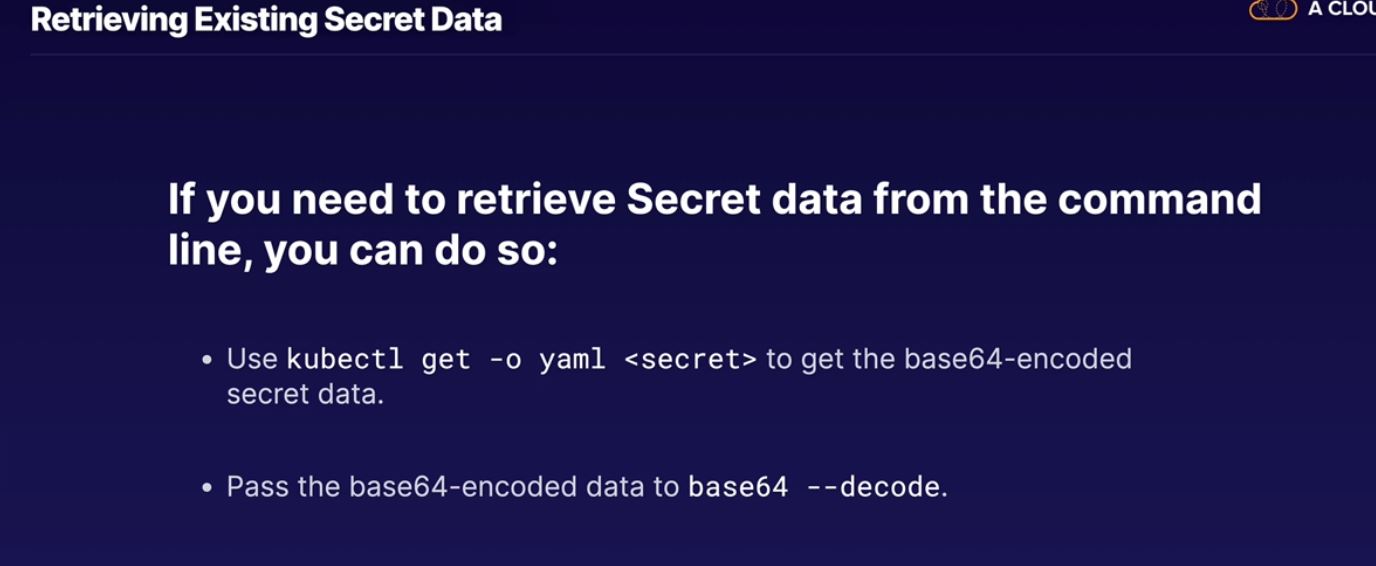 Retrieving Existing Secret Data
A CLOU
If you need to retrieve Secret data from the command
line, you can do so:
• Use kubectl get -o yaml <secret> to get the base64-encoded
secret data.
• Pass the base64-encoded data to base64 --decode.